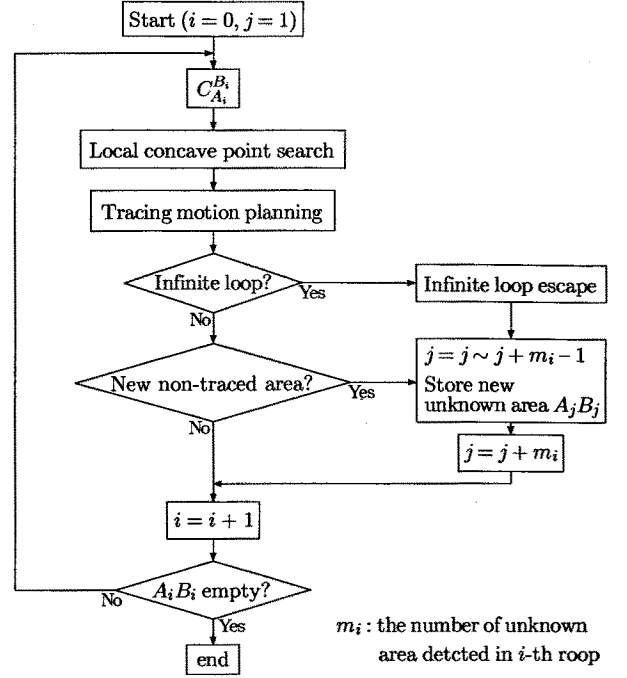 Start (i = 0, j = 1)
C_{A_i}^{B_i}
Local concave point search
Tracing motion planning
Infinite loop?
Yes
Infinite loop escape
No
j = j ∼ j + m_i − 1
New non-traced area?
Yes
Store new
unknown area A_jB_j
No
j = j + m_i
i = i + 1
A_iB_i empty?
No
Yes
m_i : the number of unknown
area detcted in i-th roop
end